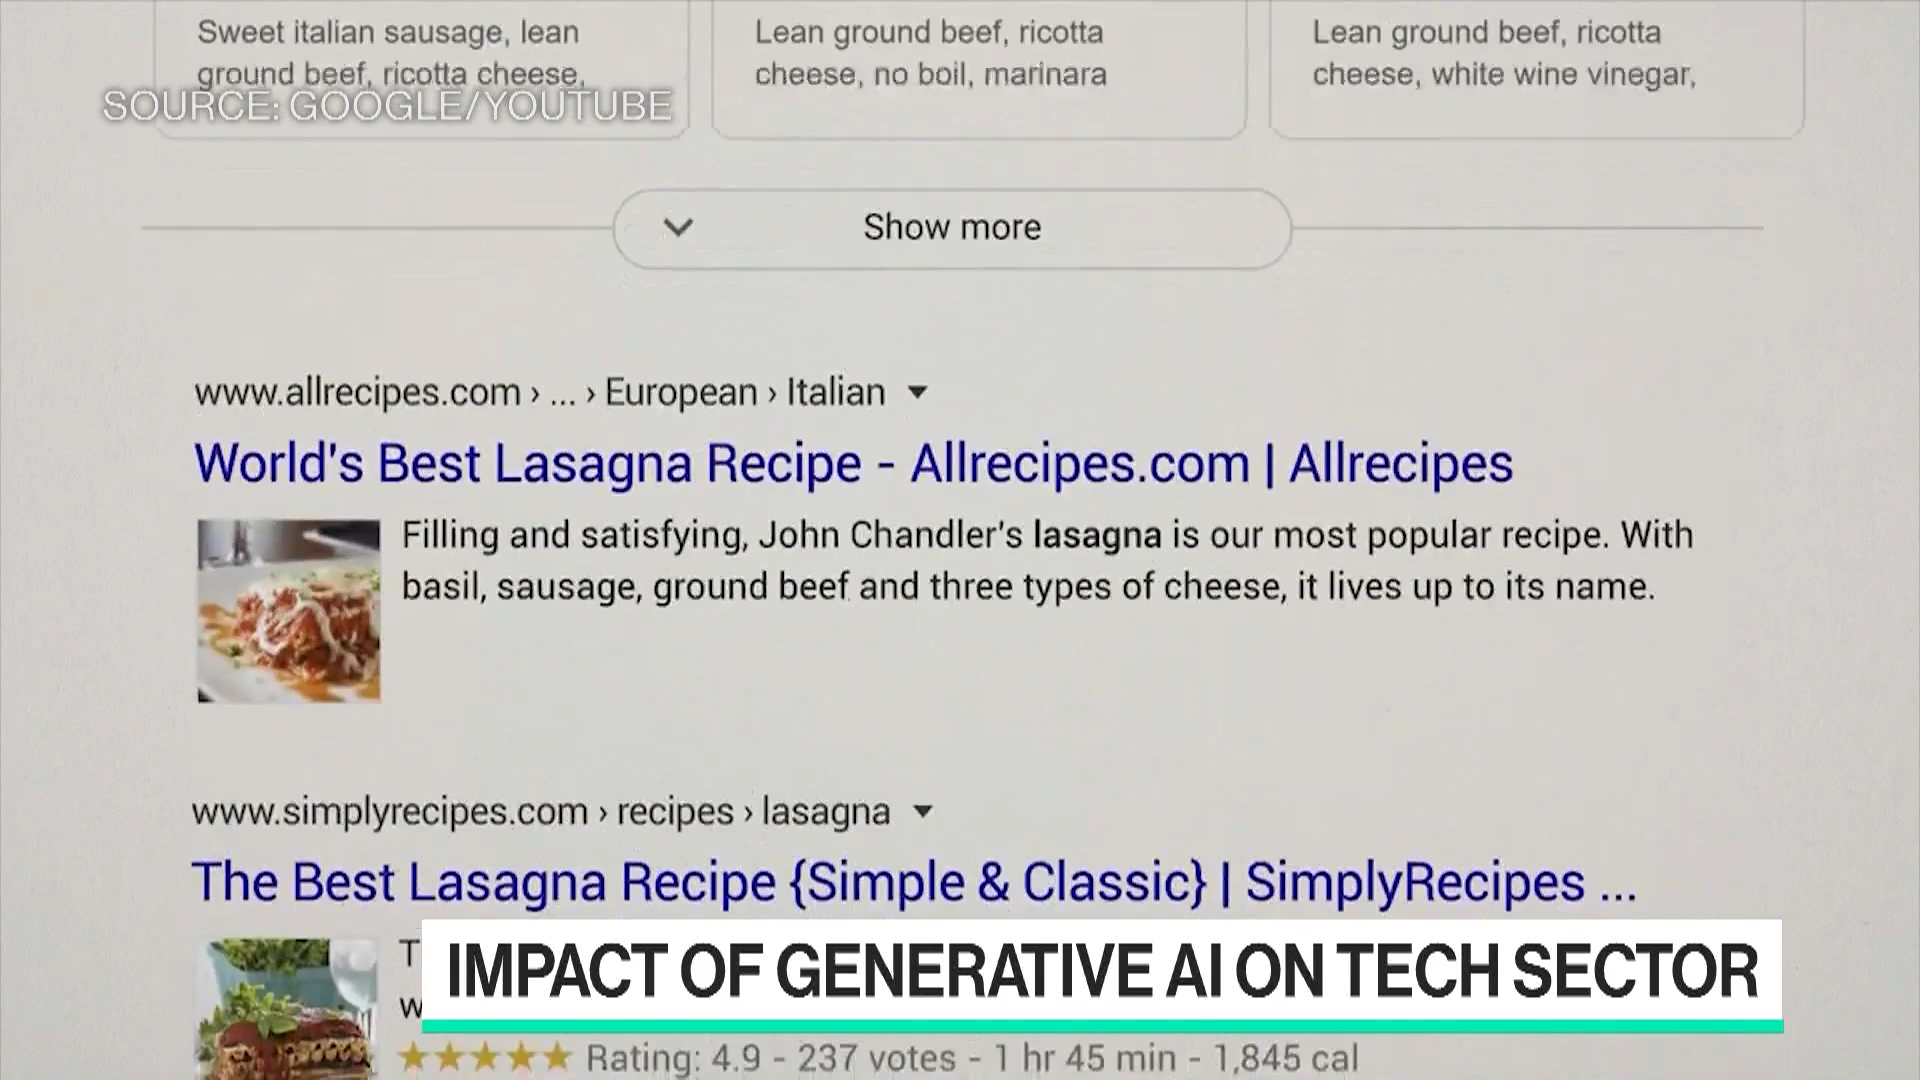 Sweet italian sausage, lean
ground beef, ricotta cheese,
Lean ground beef, ricotta
cheese, no boil, marinara
Lean ground beef, ricotta
cheese, white wine vinegar,
SOURCE: GOOGLE/YOUTUBE
Show more
www.allrecipes.com › ... › European › Italian
World's Best Lasagna Recipe - Allrecipes.com | Allrecipes
Filling and satisfying, John Chandler's lasagna is our most popular recipe. With
basil, sausage, ground beef and three types of cheese, it lives up to its name.
www.simplyrecipes.com › recipes › lasagna
The Best Lasagna Recipe {Simple & Classic} | SimplyRecipes ...
IMPACT OF GENERATIVE AI ON TECH SECTOR
Rating: 4.9 - 237 votes - 1 hr 45 min - 1,845 cal